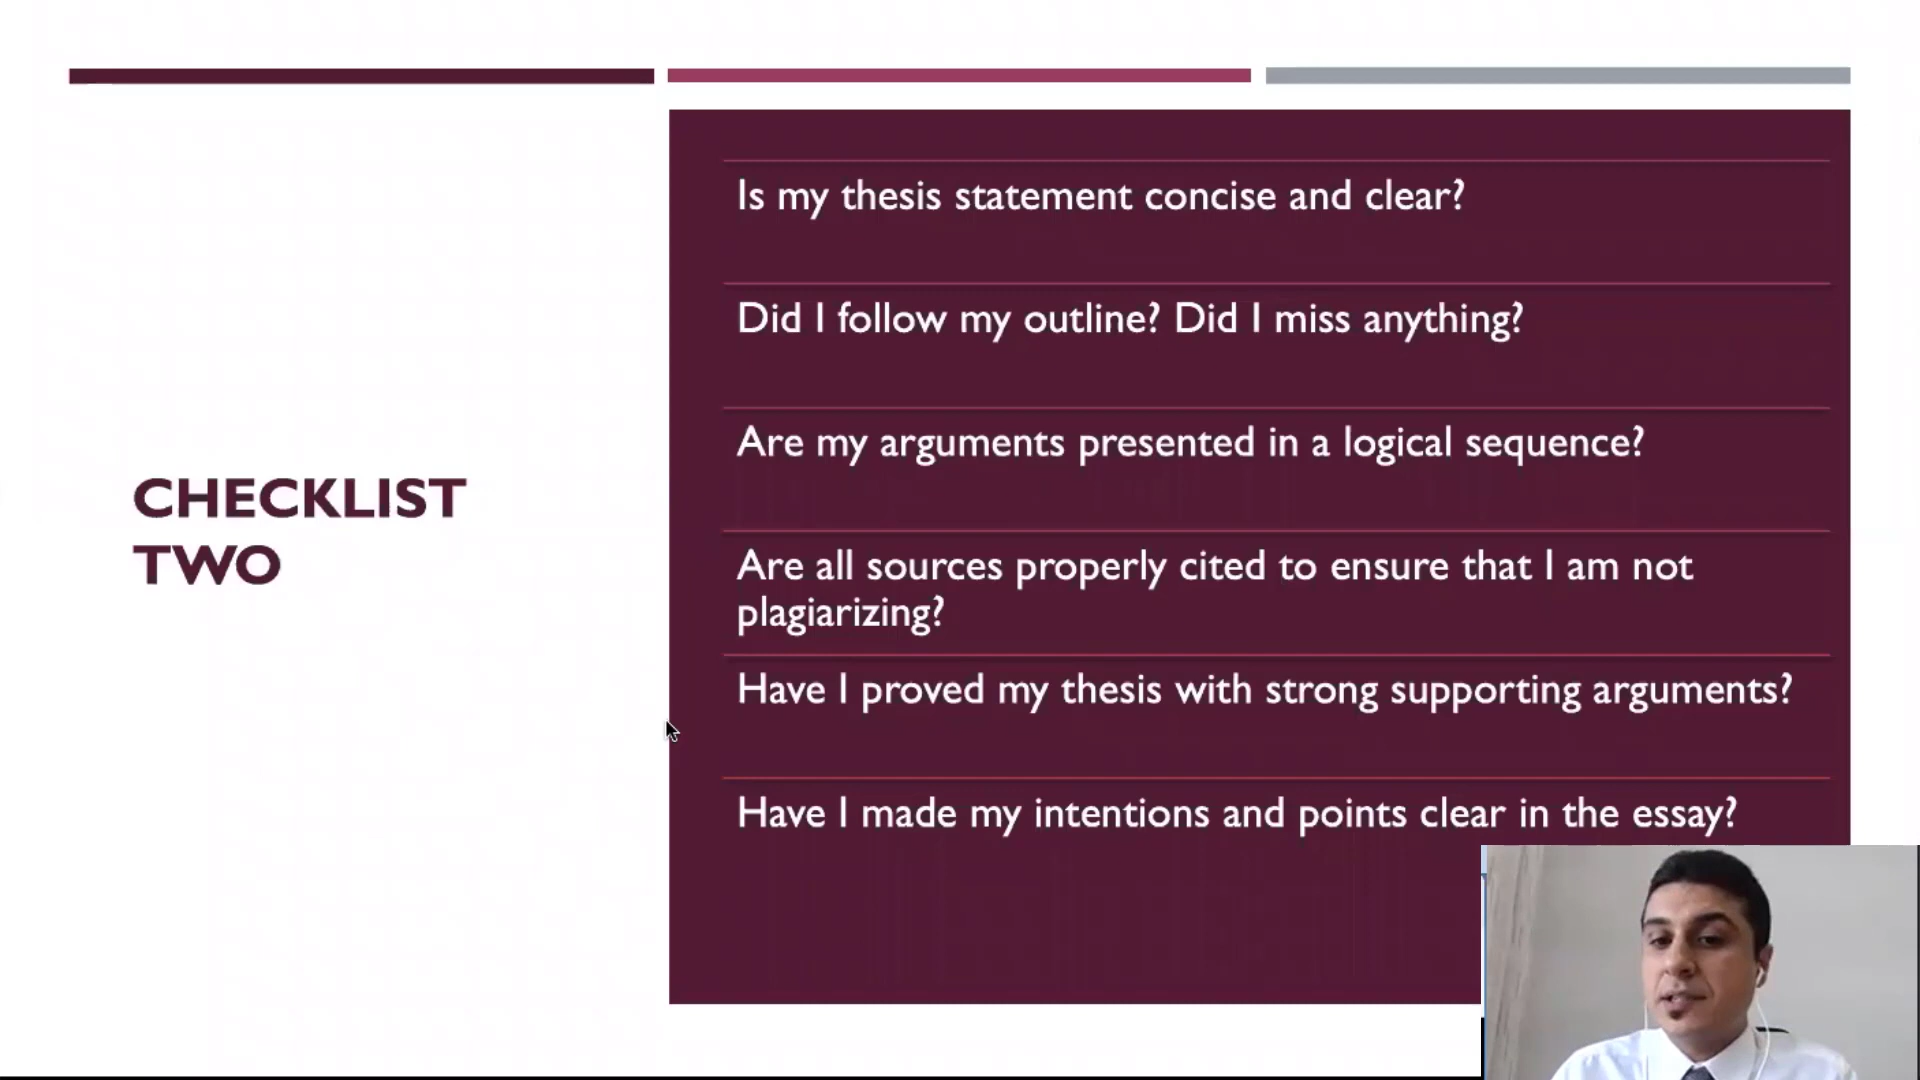 CHECKLIST
TWO
Is my thesis statement concise and clear?
Did I follow my outline? Did I miss anything?
Are my arguments presented in a logical sequence?
Are all sources properly cited to ensure that I am not
plagiarizing?
Have I proved my thesis with strong supporting arguments?
Have I made my intentions and points clear in the essay?